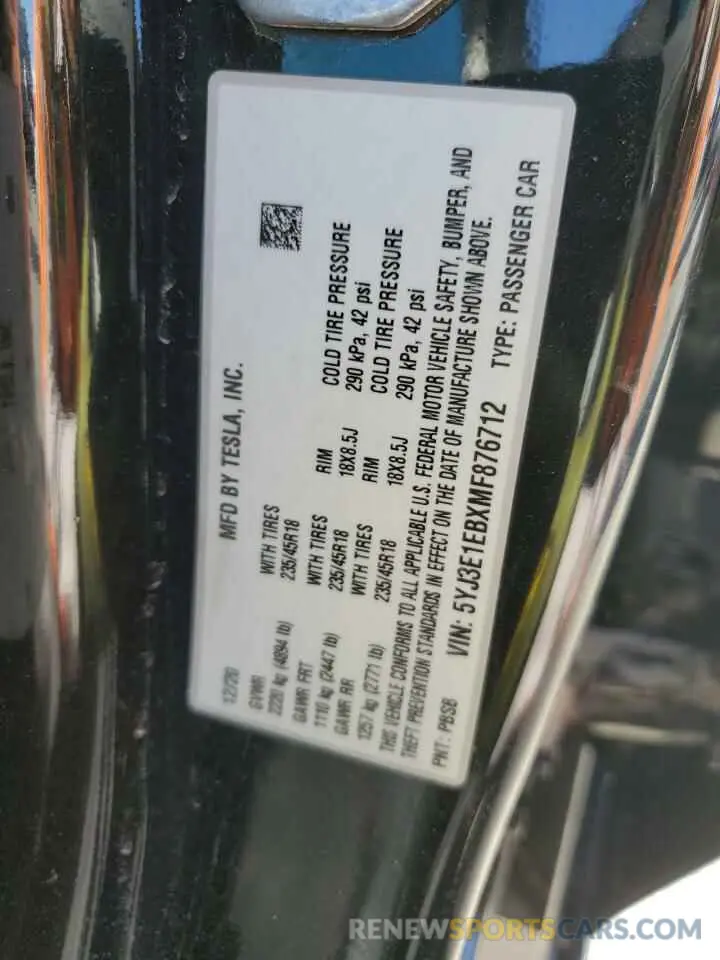 MFD BY TESLA, INC.
12/20
GVWR WITH TIRES RIM COLD TIRE PRESSURE
2220 kg (4894 lb) 235/45R18 18X8.5J 290 kPa, 42 psi
GAWR FRT WITH TIRES RIM COLD TIRE PRESSURE
1110 kg (2447 lb) 235/45R18 18X8.5J 290 kPa, 42 psi
GAWR RR WITH TIRES
1257 kg (2771 lb) 235/45R18
THIS VEHICLE CONFORMS TO ALL APPLICABLE U.S. FEDERAL MOTOR VEHICLE SAFETY, BUMPER, AND
THEFT PREVENTION STANDARDS IN EFFECT ON THE DATE OF MANUFACTURE SHOWN ABOVE.
VIN: 5YJ3E1EBXMF876712 TYPE: PASSENGER CAR
PNT: PBSB
RENEWSPORTSCARS.COM